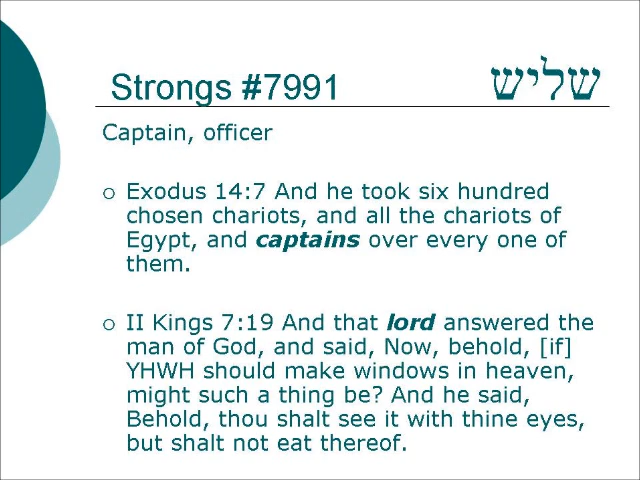 Strongs #7991 שליש
Captain, officer
Exodus 14:7 And he took six hundred
chosen chariots, and all the chariots of
Egypt, and captains over every one of
them.
II Kings 7:19 And that lord answered the
man of God, and said, Now, behold, [if]
YHWH should make windows in heaven,
might such a thing be? And he said,
Behold, thou shalt see it with thine eyes,
but shalt not eat thereof.